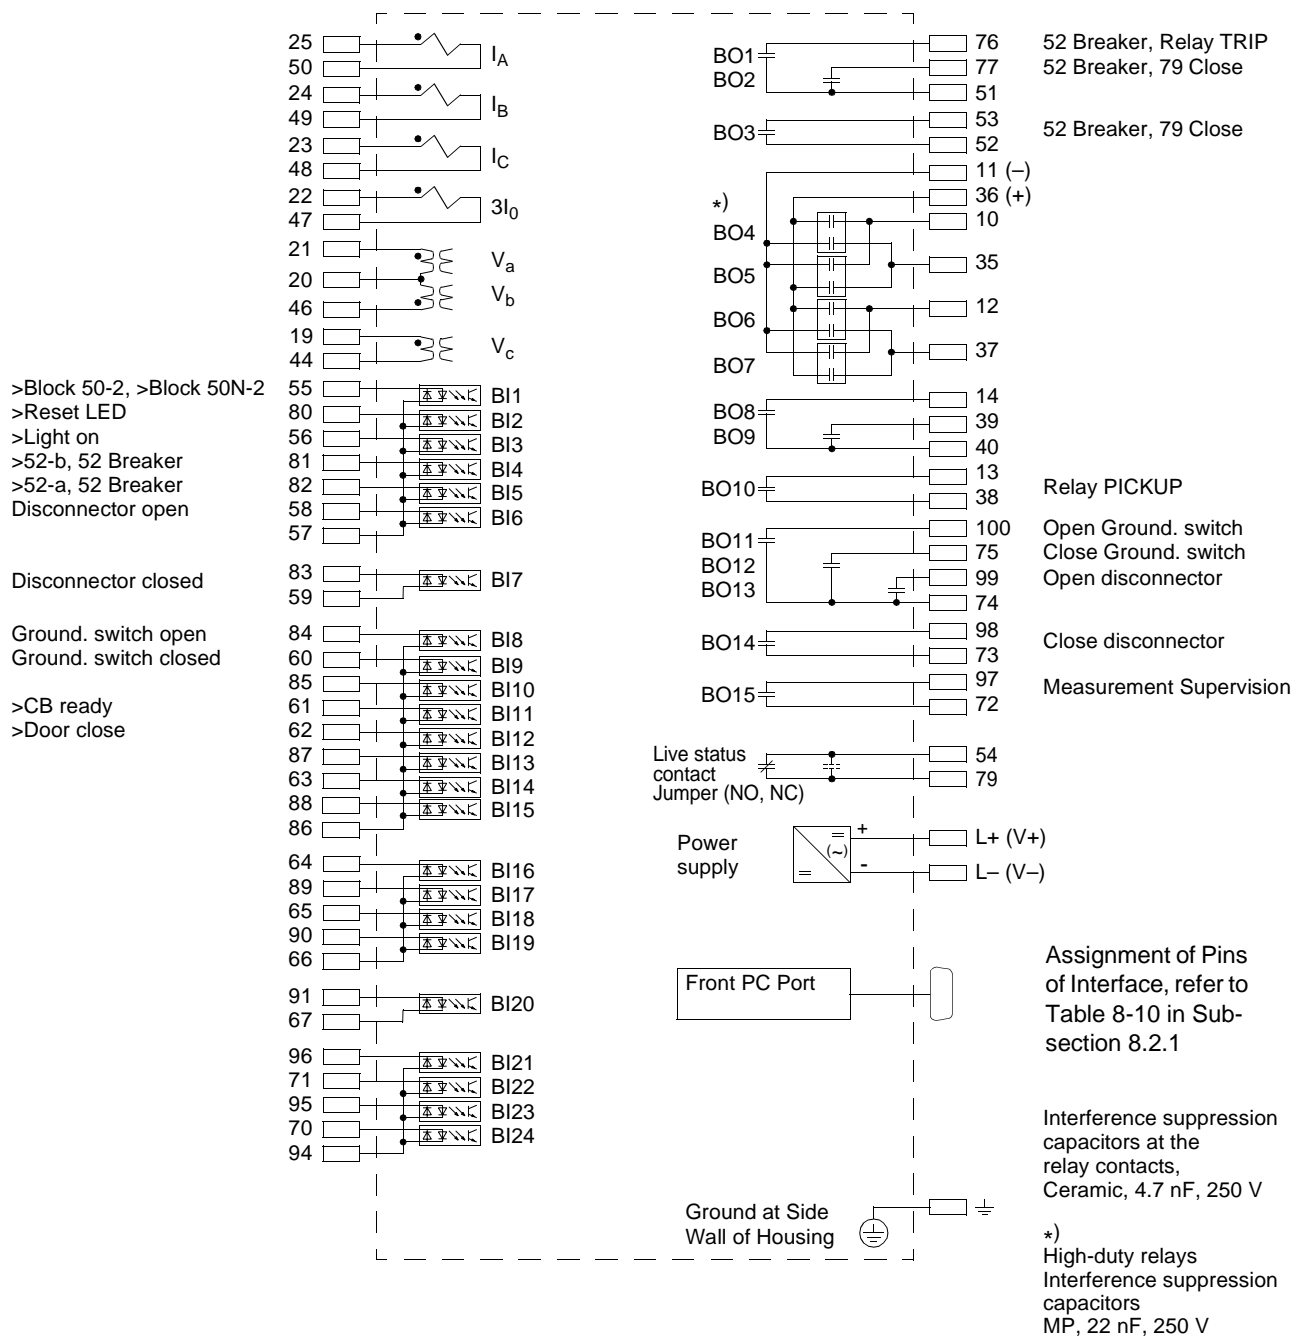 25
50
I_A
24
49
I_B
23
48
I_C
22
47
3I_0
21
20
46
V_a
V_b
19
44
V_c
>Block 50-2, >Block 50N-2 55 BI1
>Reset LED 80 BI2
>Light on 56 BI3
>52-b, 52 Breaker 81 BI4
>52-a, 52 Breaker 82 BI5
Disconnector open 58 BI6
57
Disconnector closed 83 BI7
59
Ground. switch open 84 BI8
Ground. switch closed 60 BI9
85 BI10
>CB ready 61 BI11
>Door close 62 BI12
87 BI13
63 BI14
88 BI15
86
64 BI16
89 BI17
65 BI18
90 BI19
66
91 BI20
67
96 BI21
71 BI22
95 BI23
70 BI24
94
BO1 76 52 Breaker, Relay TRIP
BO2 77 52 Breaker, 79 Close
51
53
BO3 52 Breaker, 79 Close
52
11 (–)
36 (+)
*)
10
BO4
35
BO5
12
BO6
37
BO7
14
BO8
39
BO9
40
13
BO10 Relay PICKUP
38
100 Open Ground. switch
BO11
75 Close Ground. switch
BO12
99 Open disconnector
BO13
74
98
BO14 Close disconnector
73
97
BO15 Measurement Supervision
72
Live status
contact
Jumper (NO, NC)
54
79
Power
supply
=
(~)
=
+
-
L+ (V+)
L– (V–)
Front PC Port
Assignment of Pins
of Interface, refer to
Table 8-10 in Sub-
section 8.2.1
Interference suppression
capacitors at the
relay contacts,
Ceramic, 4.7 nF, 250 V
Ground at Side
Wall of Housing
*)
High-duty relays
Interference suppression
capacitors
MP, 22 nF, 250 V